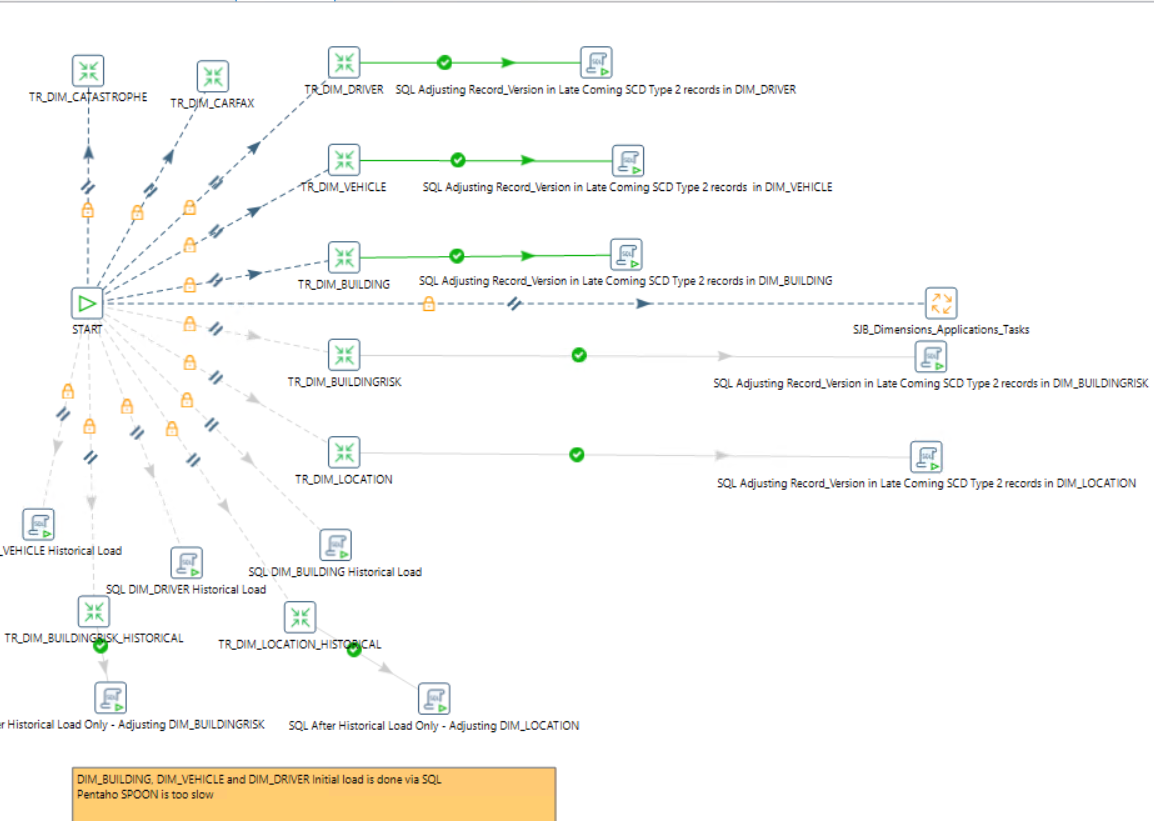 TR_DIM_CATASTROPHE
TR_DIM_CARFAX
TR_DIM_DRIVER
SQL Adjusting Record_Version in Late Coming SCD Type 2 records in DIM_DRIVER
TR_DIM_VEHICLE
SQL Adjusting Record_Version in Late Coming SCD Type 2 records in DIM_VEHICLE
TR_DIM_BUILDING
SQL Adjusting Record_Version in Late Coming SCD Type 2 records in DIM_BUILDING
START
SJB_Dimensions_Applications_Tasks
TR_DIM_BUILDINGRISK
SQL Adjusting Record_Version in Late Coming SCD Type 2 records in DIM_BUILDINGRISK
TR_DIM_LOCATION
SQL Adjusting Record_Version in Late Coming SCD Type 2 records in DIM_LOCATION
_VEHICLE Historical Load
SQL DIM_BUILDING Historical Load
SQL DIM_DRIVER Historical Load
TR_DIM_BUILDINGRISK_HISTORICAL
TR_DIM_LOCATION_HISTORICAL
r Historical Load Only - Adjusting DIM_BUILDINGRISK
SQL After Historical Load Only - Adjusting DIM_LOCATION
DIM_BUILDING, DIM_VEHICLE and DIM_DRIVER Initial load is done via SQL
Pentaho SPOON is too slow